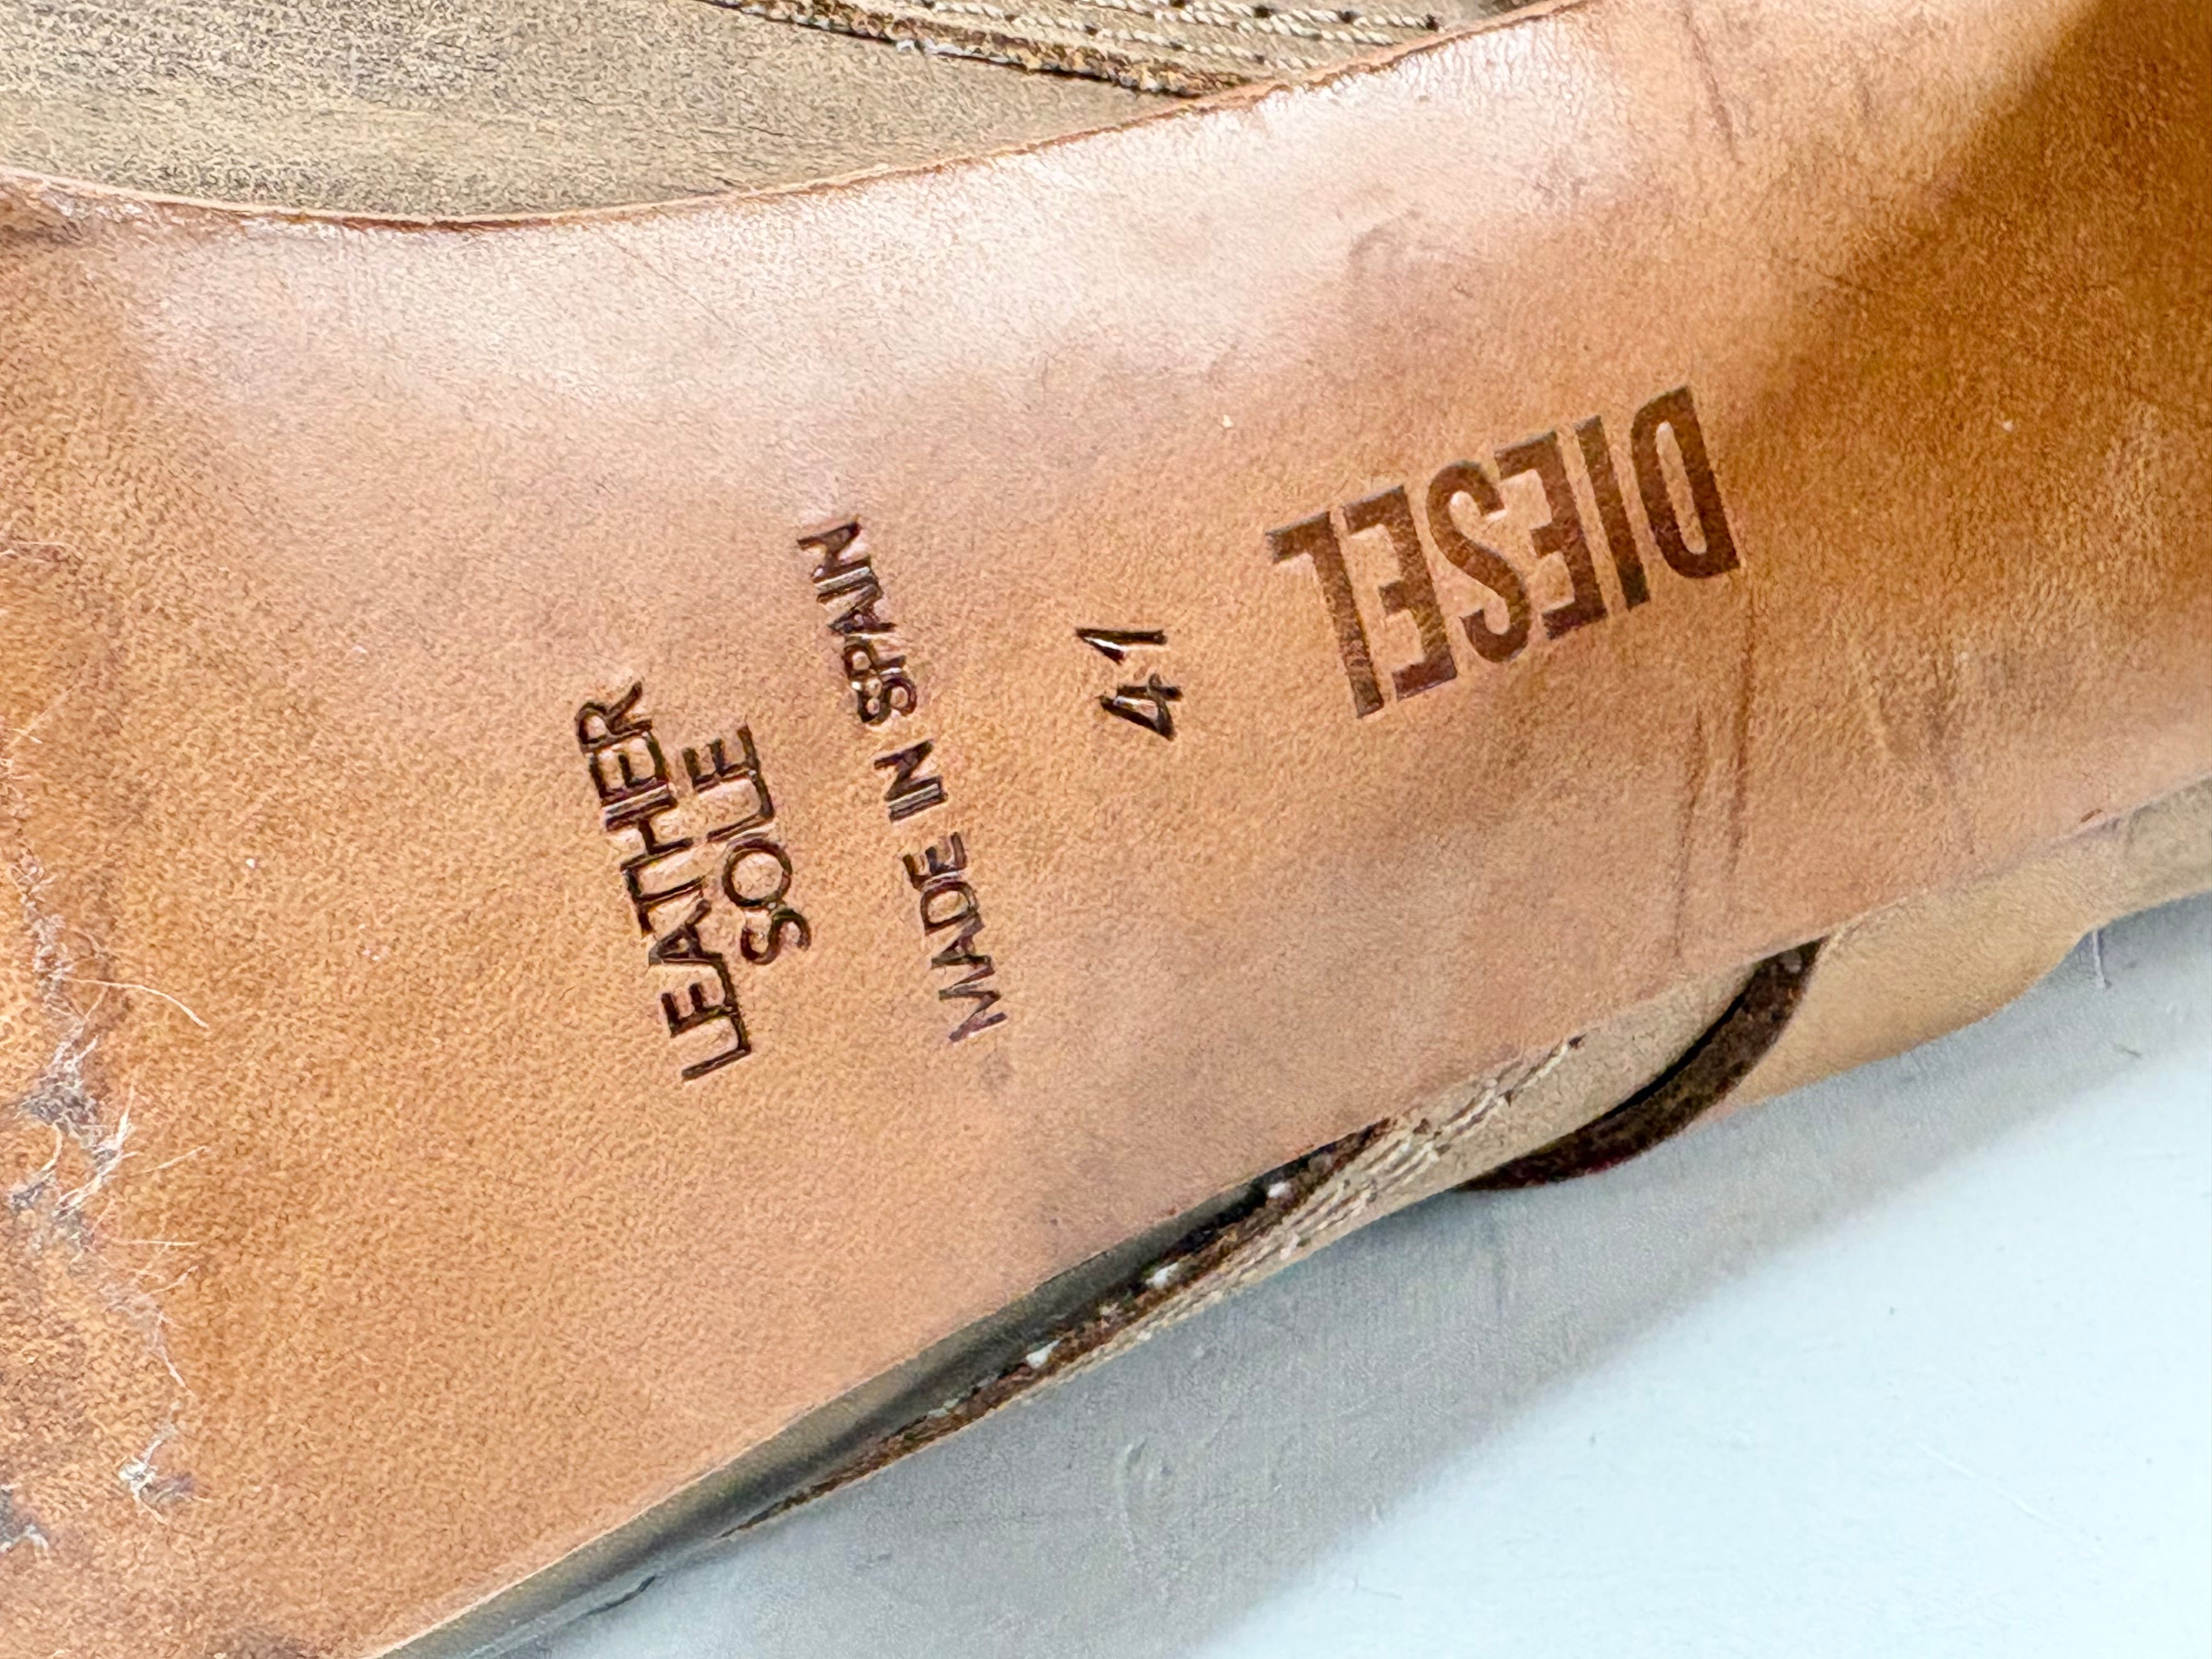 LEATHER
SOLE
MADE IN SPAIN
41
DIESEL